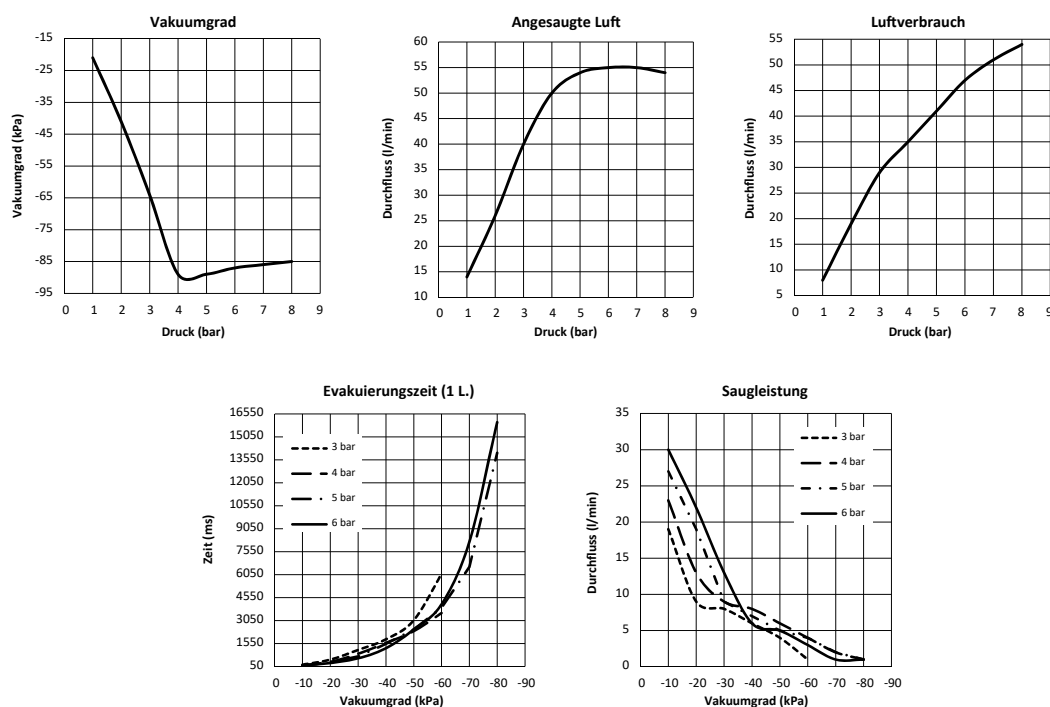 Vakuumgrad
-15
-25
-35
-45
-55
-65
-75
-85
-95
Vakuumgrad (kPa)
0 1 2 3 4 5 6 7 8 9
Druck (bar)
Angesaugte Luft
60
55
50
45
40
35
30
25
20
15
10
Durchfluss (l/min)
0 1 2 3 4 5 6 7 8 9
Druck (bar)
Luftverbrauch
55
50
45
40
35
30
25
20
15
10
5
Durchfluss (l/min)
0 1 2 3 4 5 6 7 8 9
Druck (bar)
Evakuierungszeit (1 L.)
16550
15050
13550
12050
10550
9050
7550
6050
4550
3050
1550
50
Zeit (ms)
3 bar
4 bar
5 bar
6 bar
0 -10 -20 -30 -40 -50 -60 -70 -80 -90
Vakuumgrad (kPa)
Saugleistung
35
30
25
20
15
10
5
0
Durchfluss (l/min)
3 bar
4 bar
5 bar
6 bar
0 -10 -20 -30 -40 -50 -60 -70 -80 -90
Vakuumgrad (kPa)